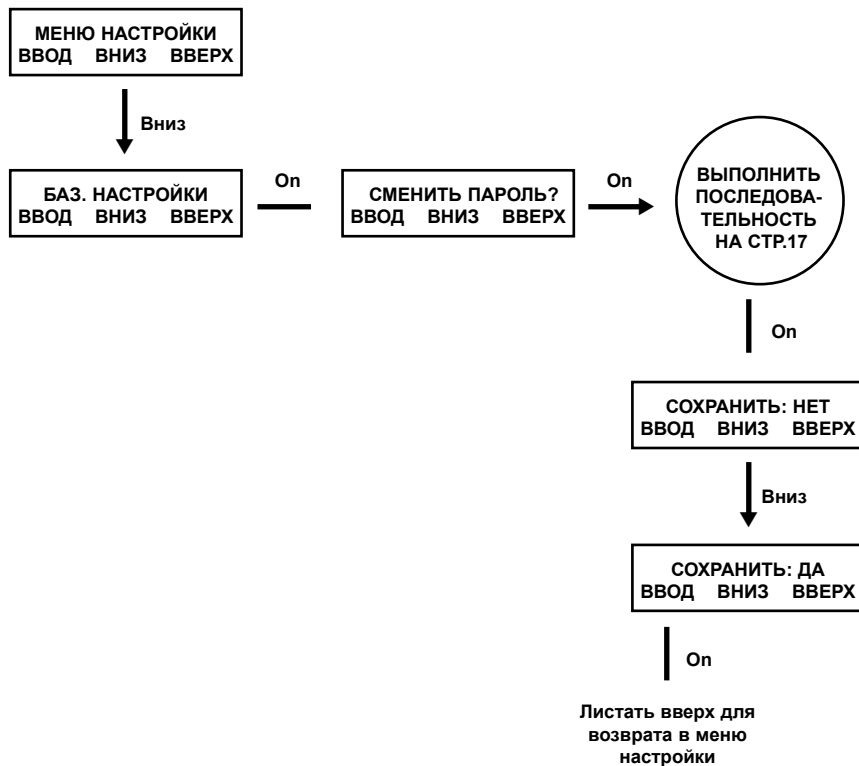 МЕНЮ НАСТРОЙКИ
ВВОД ВНИЗ ВВЕРХ
Вниз
БАЗ. НАСТРОЙКИ
ВВОД ВНИЗ ВВЕРХ
On
СМЕНИТЬ ПАРОЛЬ?
ВВОД ВНИЗ ВВЕРХ
On
ВЫПОЛНИТЬ
ПОСЛЕДОВА-
ТЕЛЬНОСТЬ
НА СТР.17
On
СОХРАНИТЬ: НЕТ
ВВОД ВНИЗ ВВЕРХ
Вниз
СОХРАНИТЬ: ДА
ВВОД ВНИЗ ВВЕРХ
On
Листать вверх для
возврата в меню
настройки